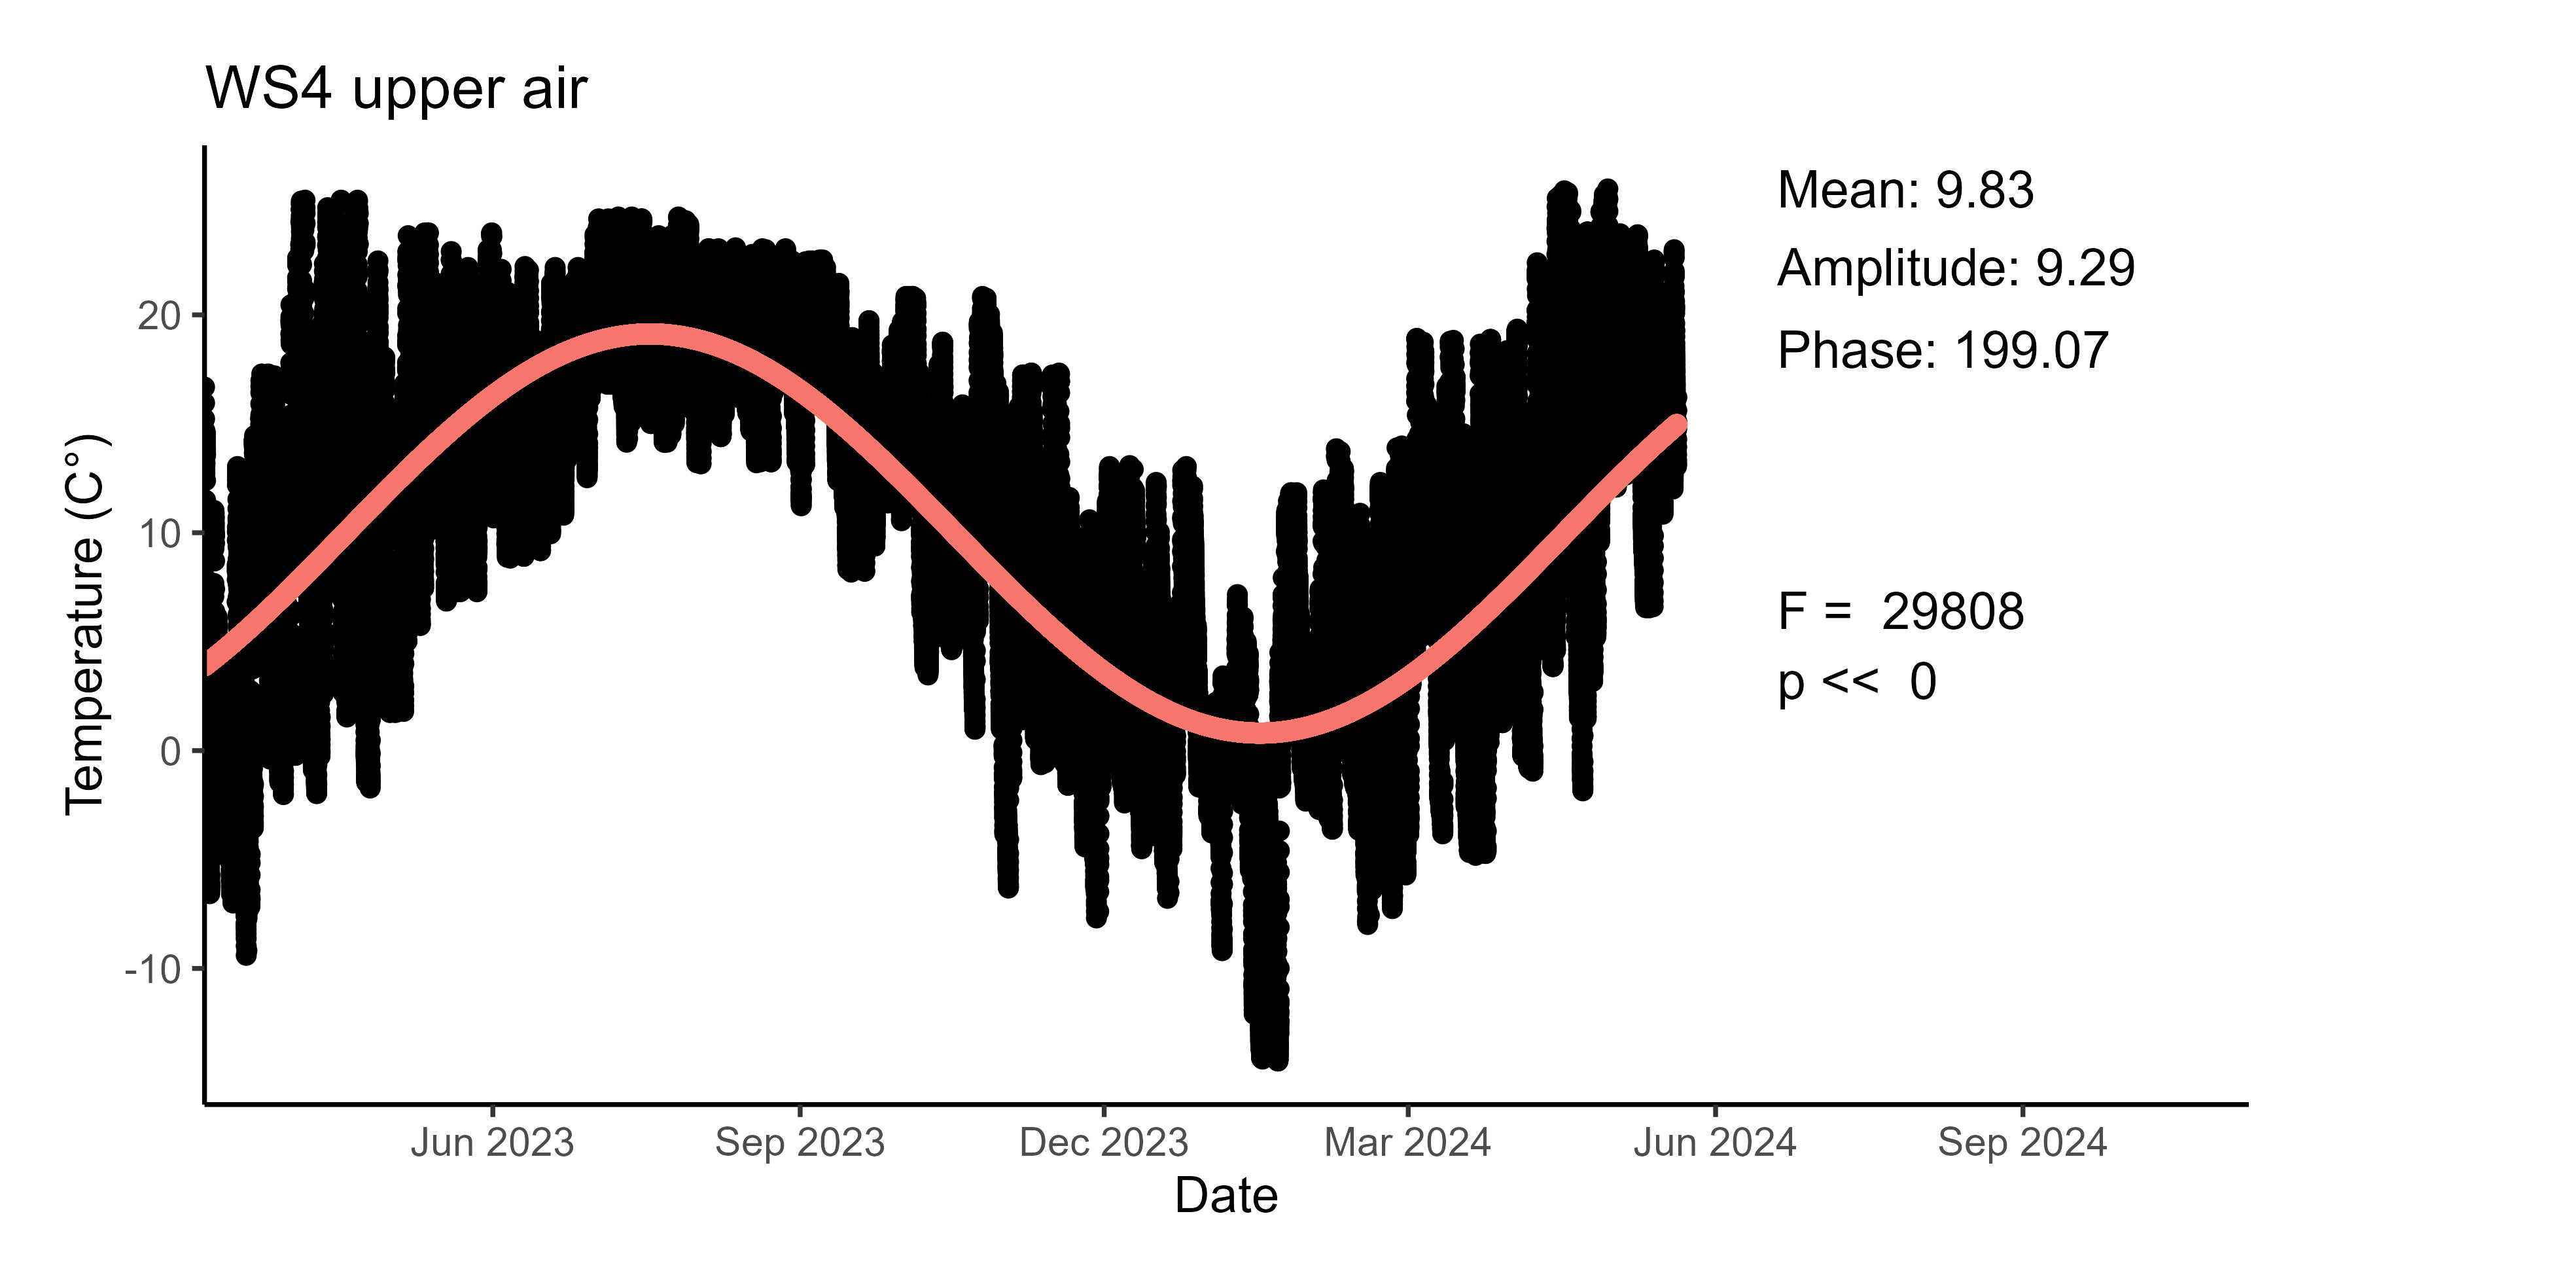 WS4 upper air
Mean: 9.83
Amplitude: 9.29
Phase: 199.07
F =  29808
p <<  0
Temperature (C°)
20
10
0
-10
Jun 2023
Sep 2023
Dec 2023
Mar 2024
Jun 2024
Sep 2024
Date